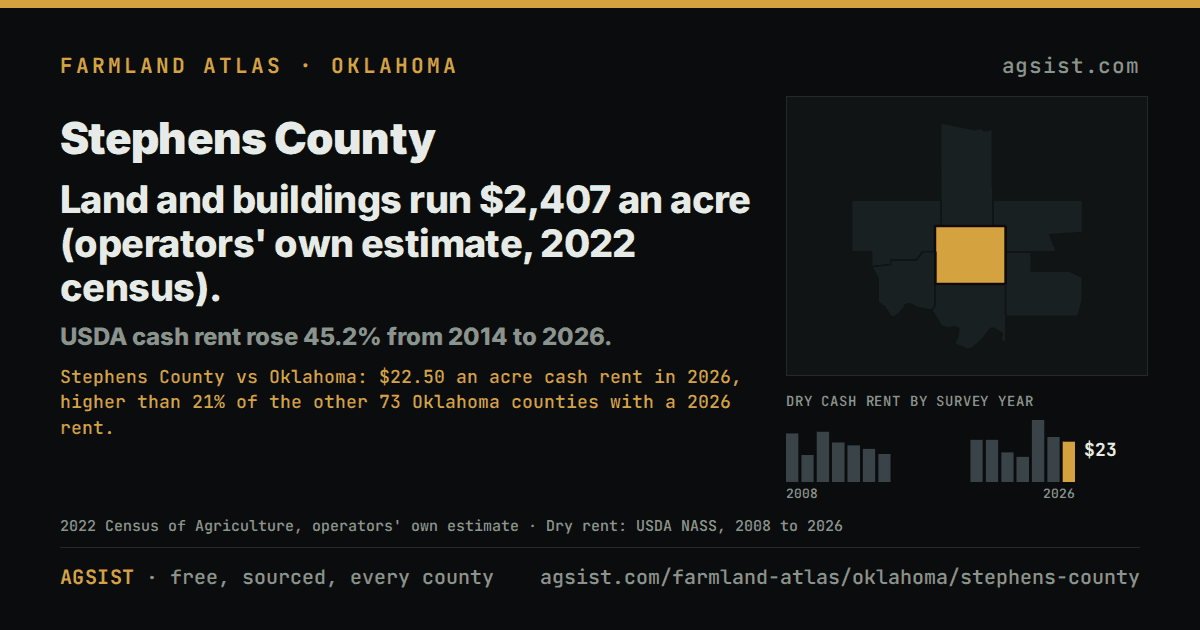 FARMLAND ATLAS · OKLAHOMA
agsist.com
Stephens County
Land and buildings run $2,407 an acre
(operators' own estimate, 2022
census).
USDA cash rent rose 45.2% from 2014 to 2026.
Stephens County vs Oklahoma: $22.50 an acre cash rent in 2026,
higher than 21% of the other 73 Oklahoma counties with a 2026
rent.
DRY CASH RENT BY SURVEY YEAR
$23
2008
2026
2022 Census of Agriculture, operators' own estimate · Dry rent: USDA NASS, 2008 to 2026
AGSIST · free, sourced, every county
agsist.com/farmland-atlas/oklahoma/stephens-county